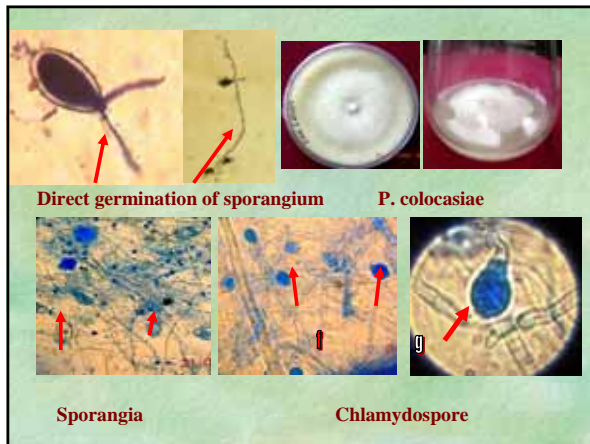 Direct germination of sporangium P. colocasiae
f
g
Sporangia Chlamydospore